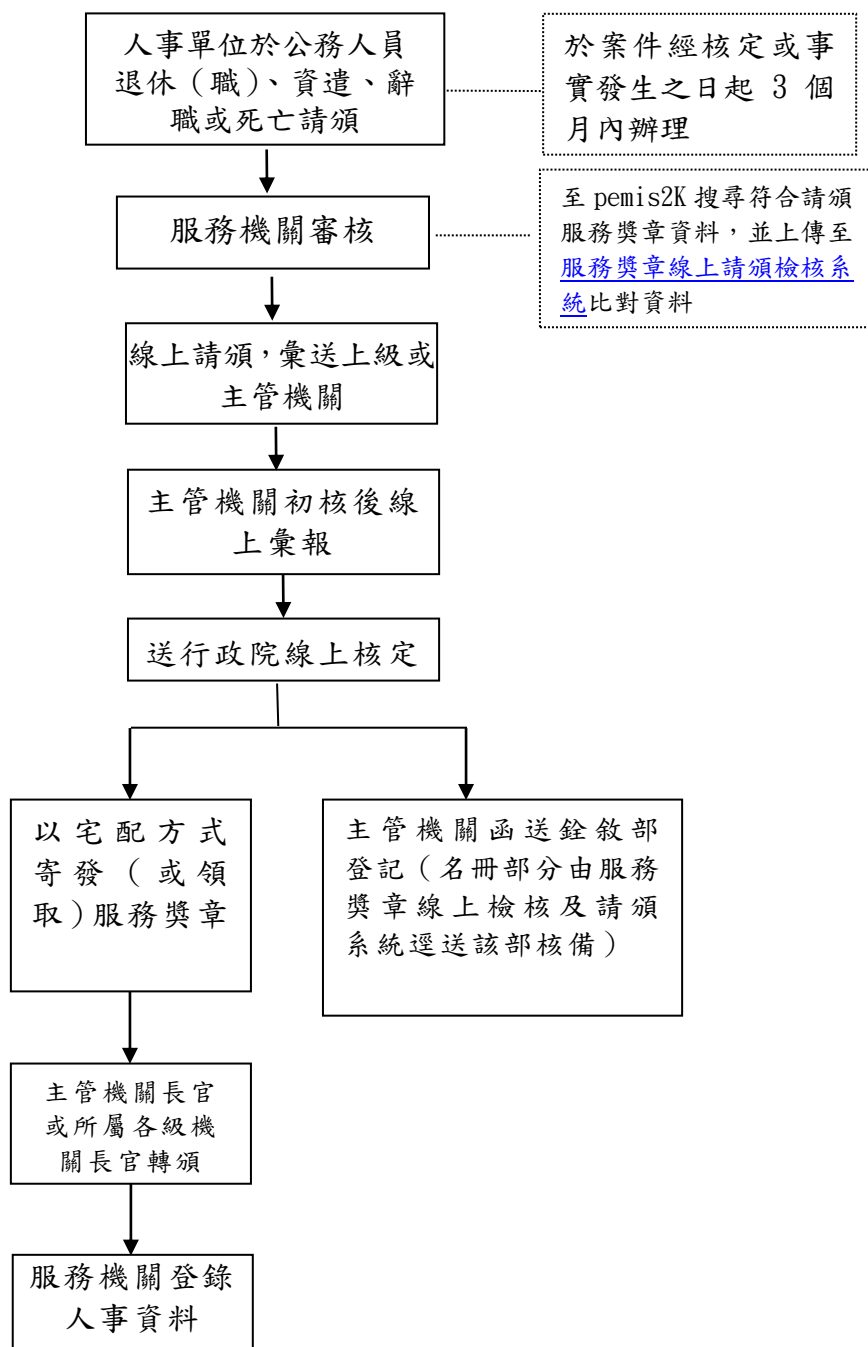 人事單位於公務人員
退休（職）、資遣、辭
職或死亡請頒
於案件經核定或事
實發生之日起 3 個
月內辦理
服務機關審核
至 pemis2K 搜尋符合請頒
服務獎章資料，並上傳至
服務獎章線上請頒檢核系
統比對資料
線上請頒，彙送上級或
主管機關
主管機關初核後線
上彙報
送行政院線上核定
以宅配方式
寄發（或領
取）服務獎章
主管機關函送銓敘部
登記（名冊部分由服務
獎章線上檢核及請頒
系統逕送該部核備）
主管機關長官
或所屬各級機
關長官轉頒
服務機關登錄
人事資料